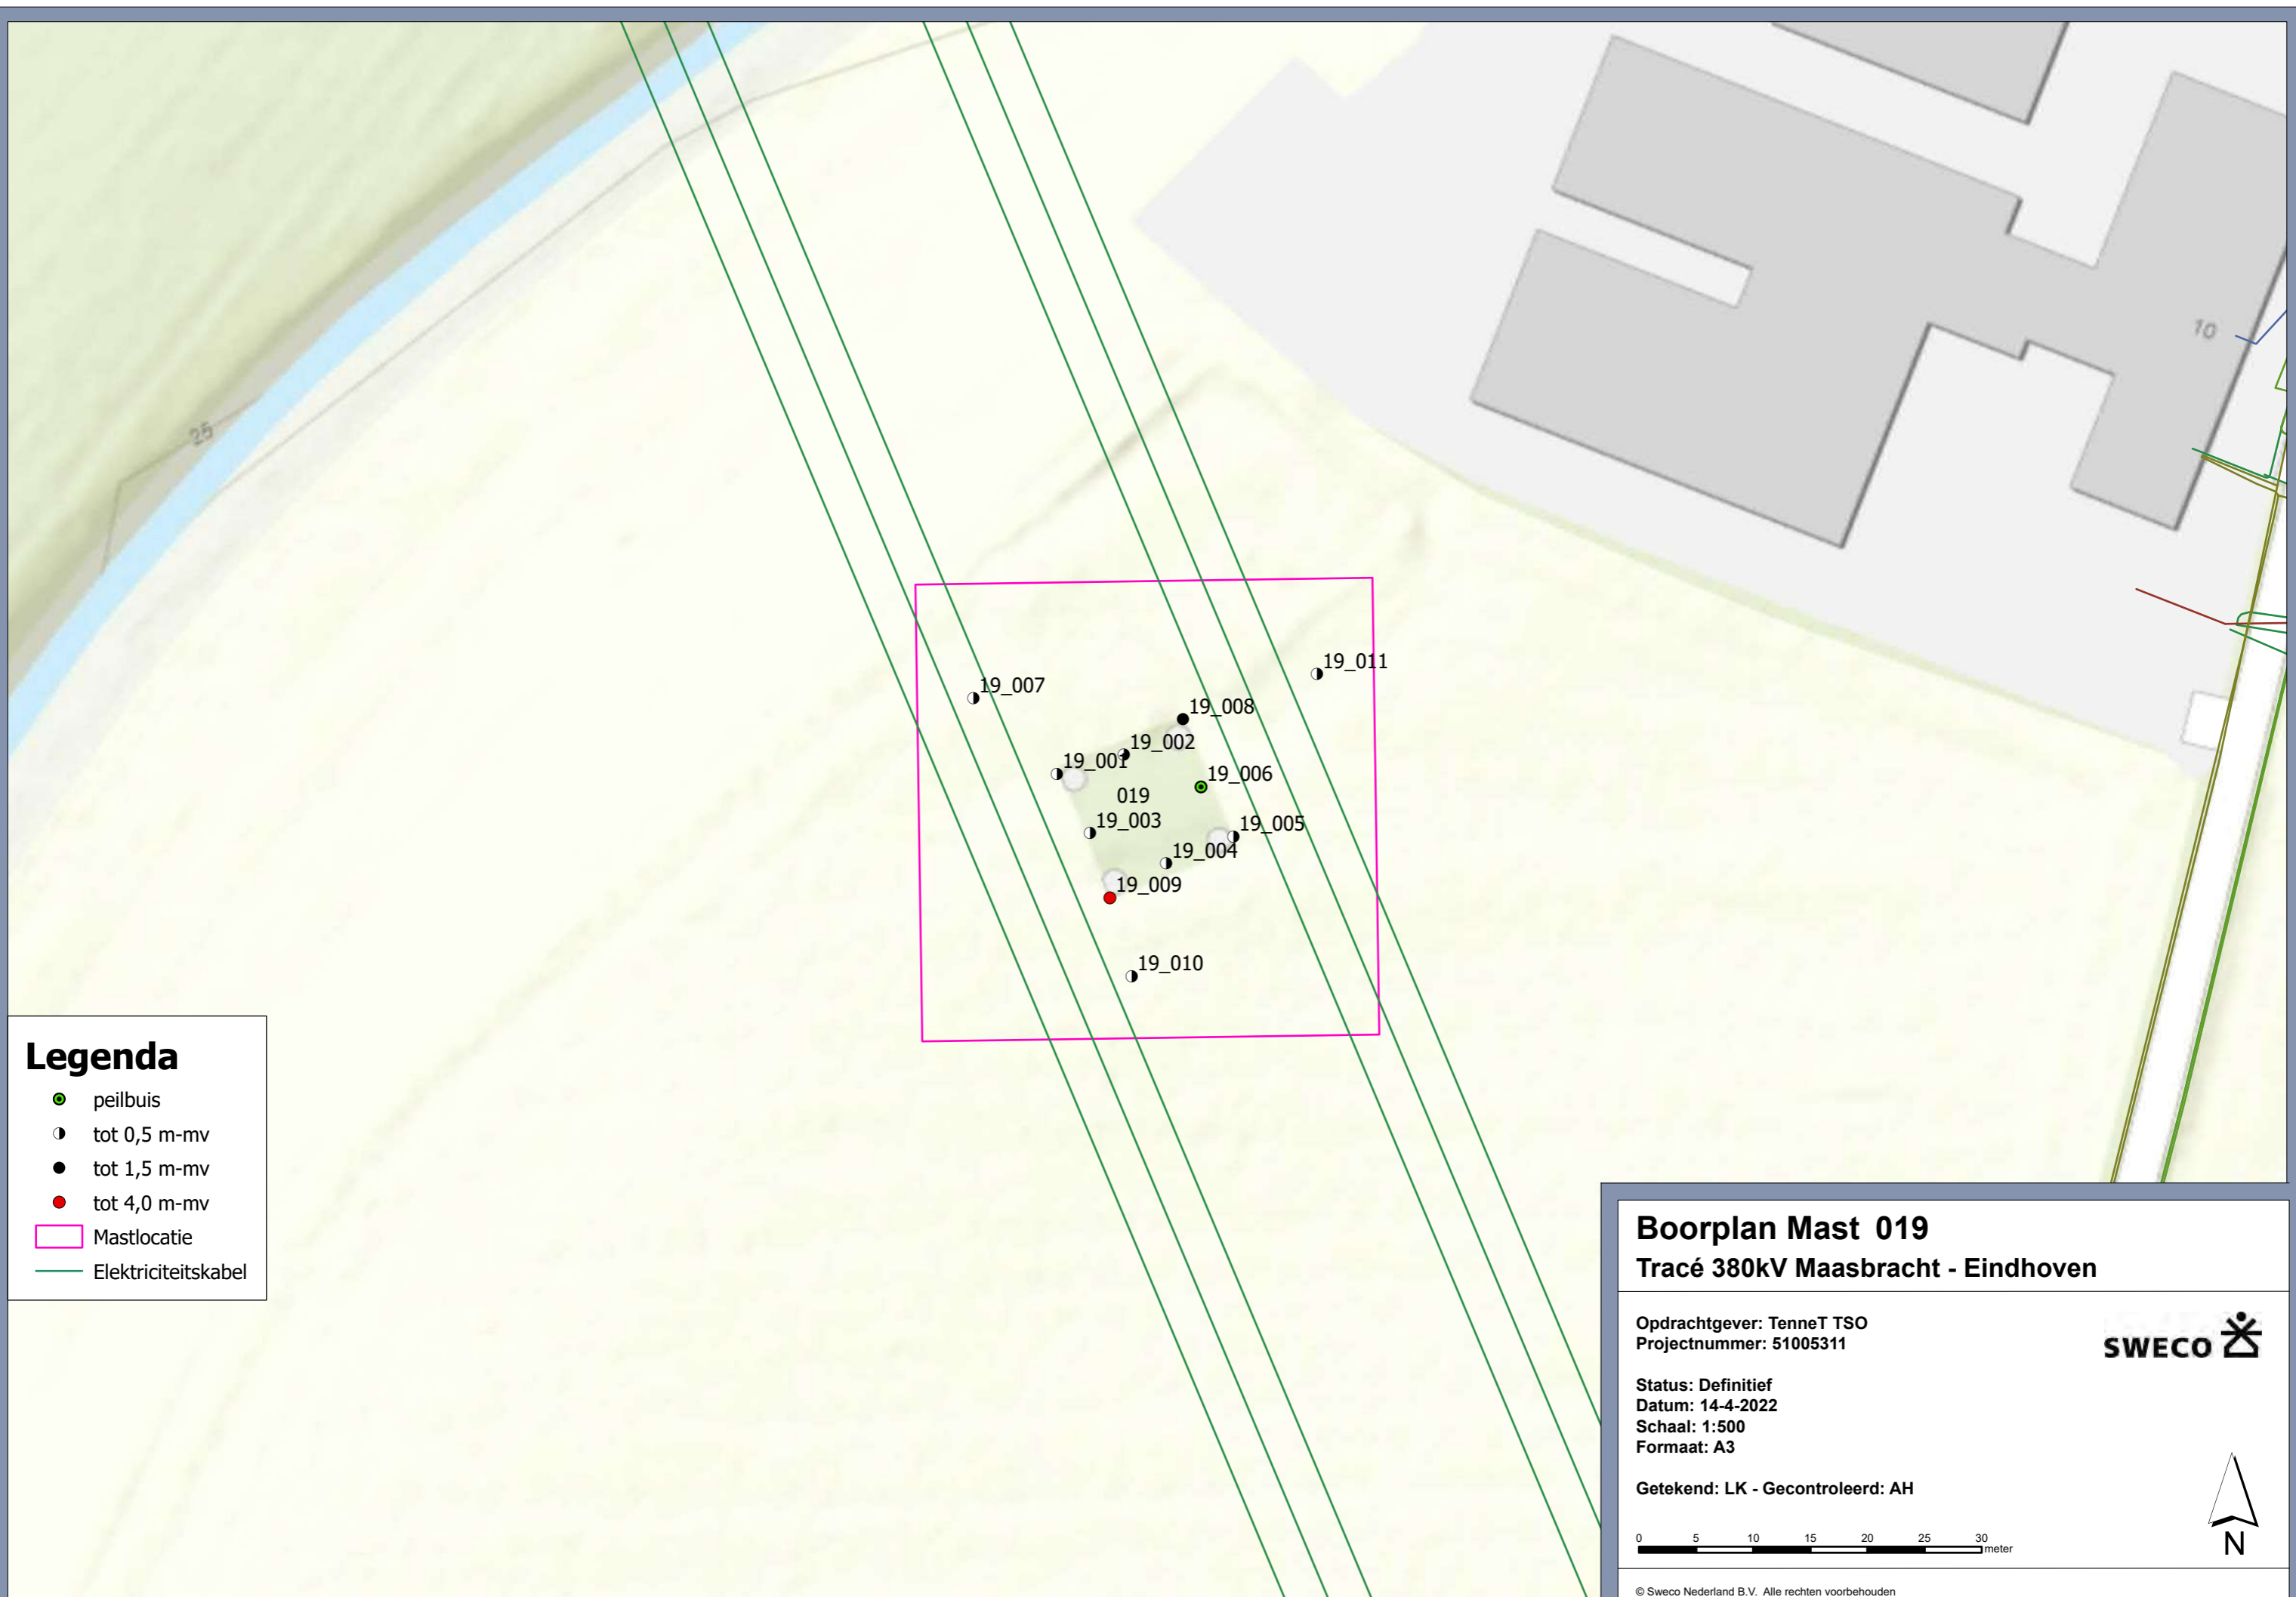 25
10
19_011
19_007
19_008
19_002
19_001
19_006
019
19_003
19_005
19_004
19_009
19_010
Legenda
peilbuis
tot 0,5 m-mv
tot 1,5 m-mv
tot 4,0 m-mv
Mastlocatie
Elektriciteitskabel
Boorplan Mast 019
Tracé 380kV Maasbracht - Eindhoven
Opdrachtgever: TenneT TSO
Projectnummer: 51005311
SWECO
Status: Definitief
Datum: 14-4-2022
Schaal: 1:500
Formaat: A3
Getekend: LK - Gecontroleerd: AH
0 5 10 15 20 25 30
meter
N
© Sweco Nederland B.V. Alle rechten voorbehouden